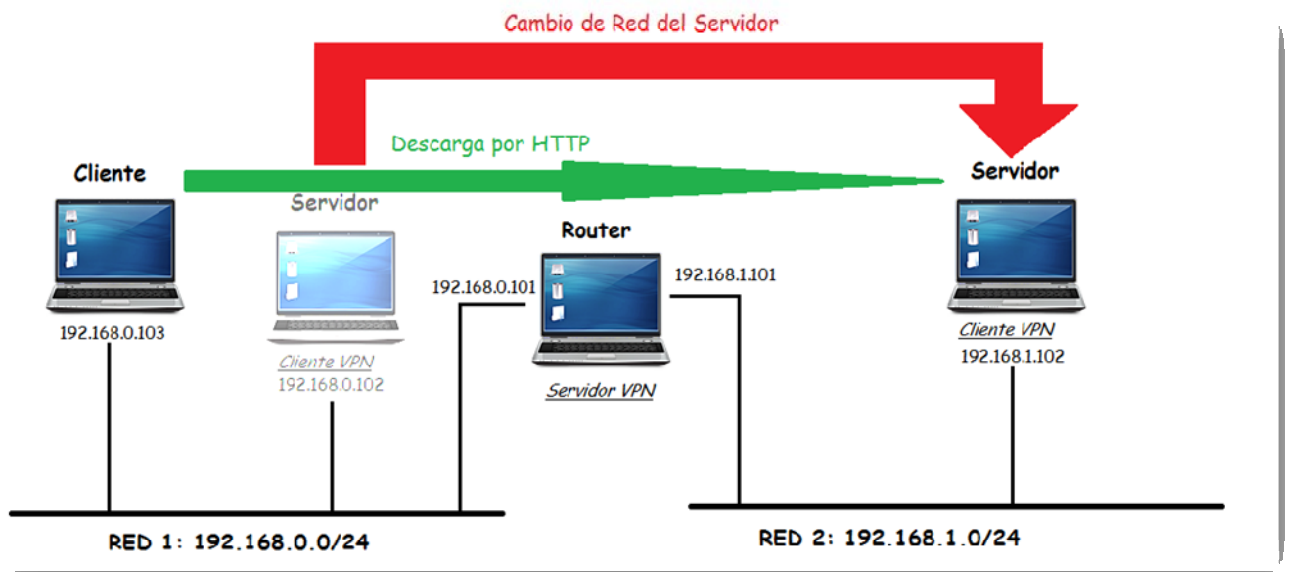 Cambio de Red del Servidor
Descarga por HTTP
Cliente
Servidor
Servidor
Router
192.168.0.101
192.168.1.101
192.168.0.103
Cliente VPN
192.168.0.102
Servidor VPN
Cliente VPN
192.168.1.102
RED 1: 192.168.0.0/24
RED 2: 192.168.1.0/24